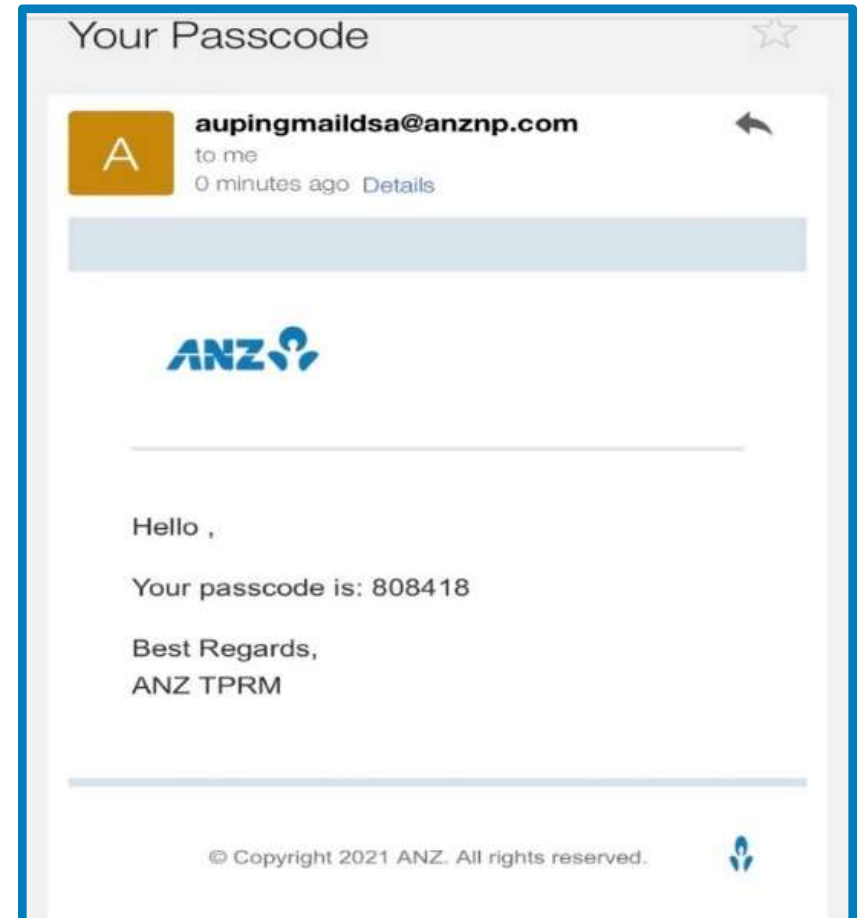 Your Passcode
A
aupingmaildsa@anznp.com
to me
0 minutes ago Details
ANZ
Hello ,
Your passcode is: 808418
Best Regards,
ANZ TPRM
© Copyright 2021 ANZ. All rights reserved.